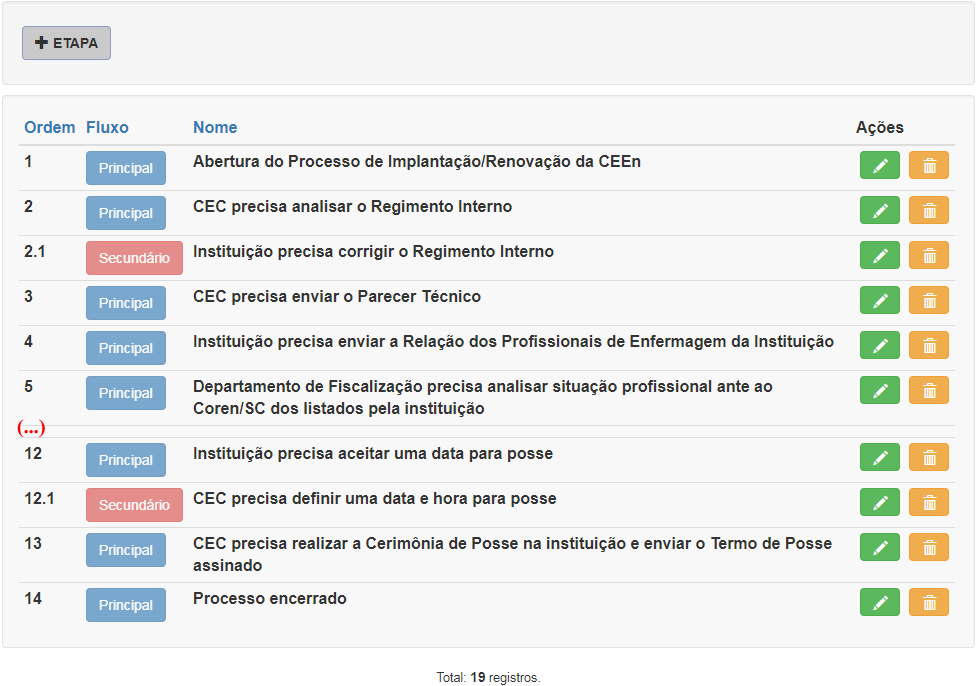 + ETAPA
Ordem Fluxo Nome Ações
1 Principal Abertura do Processo de Implantação/Renovação da CEEn
2 Principal CEC precisa analisar o Regimento Interno
2.1 Secundário Instituição precisa corrigir o Regimento Interno
3 Principal CEC precisa enviar o Parecer Técnico
4 Principal Instituição precisa enviar a Relação dos Profissionais de Enfermagem da Instituição
5 Principal Departamento de Fiscalização precisa analisar situação profissional ante ao
Coren/SC dos listados pela instituição
(...)
12 Principal Instituição precisa aceitar uma data para posse
12.1 Secundário CEC precisa definir uma data e hora para posse
13 Principal CEC precisa realizar a Cerimônia de Posse na instituição e enviar o Termo de Posse
assinado
14 Principal Processo encerrado
Total: 19 registros.